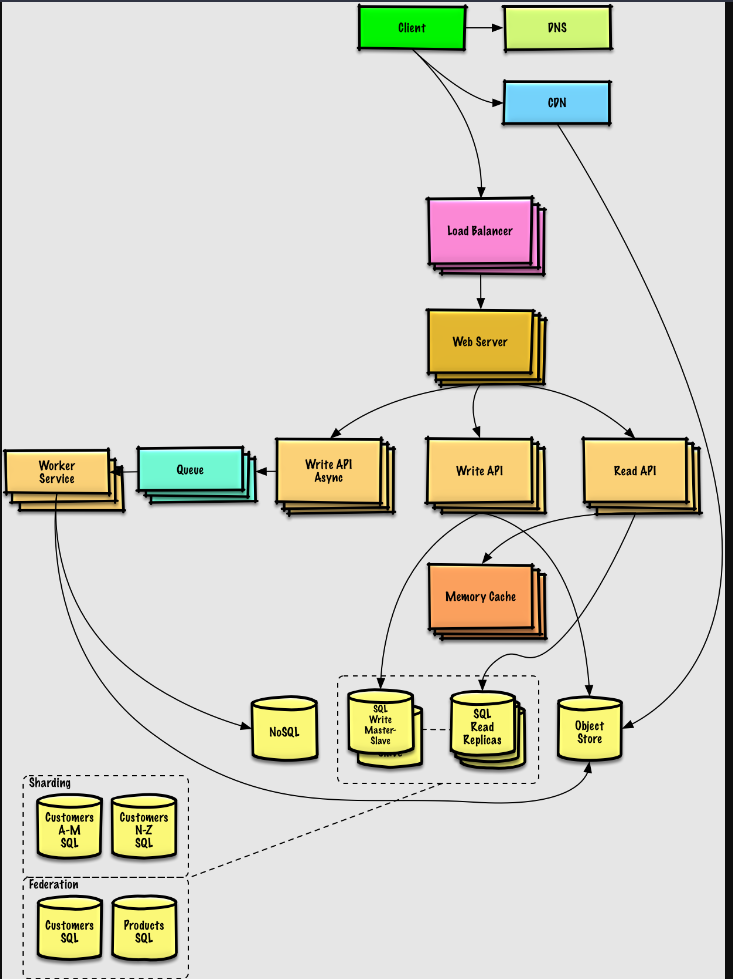 Client
DNS
CDN
Load Balancer
Web Server
Worker
Service
Queue
Write API
Async
Write API
Read API
Memory Cache
NoSQL
SQL
Write
Master-
Slave
SQL
Read
Replicas
Object
Store
Sharding
Customers
A-M
SQL
Customers
N-Z
SQL
Federation
Customers
SQL
Products
SQL